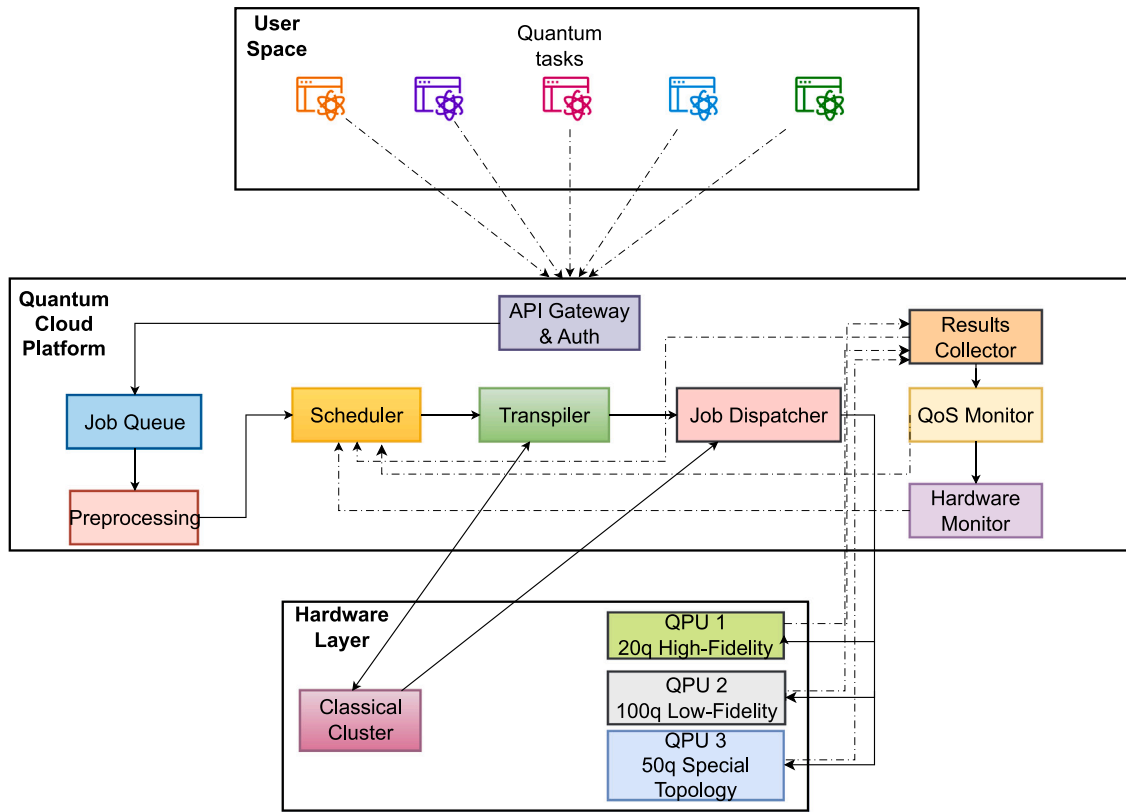 User
Space
Quantum
tasks
Quantum
Cloud
Platform
API Gateway
& Auth
Results
Collector
Job Queue
Scheduler
Transpiler
Job Dispatcher
QoS Monitor
Preprocessing
Hardware
Monitor
Hardware
Layer
QPU 1
20q High-Fidelity
Classical
Cluster
QPU 2
100q Low-Fidelity
QPU 3
50q Special
Topology